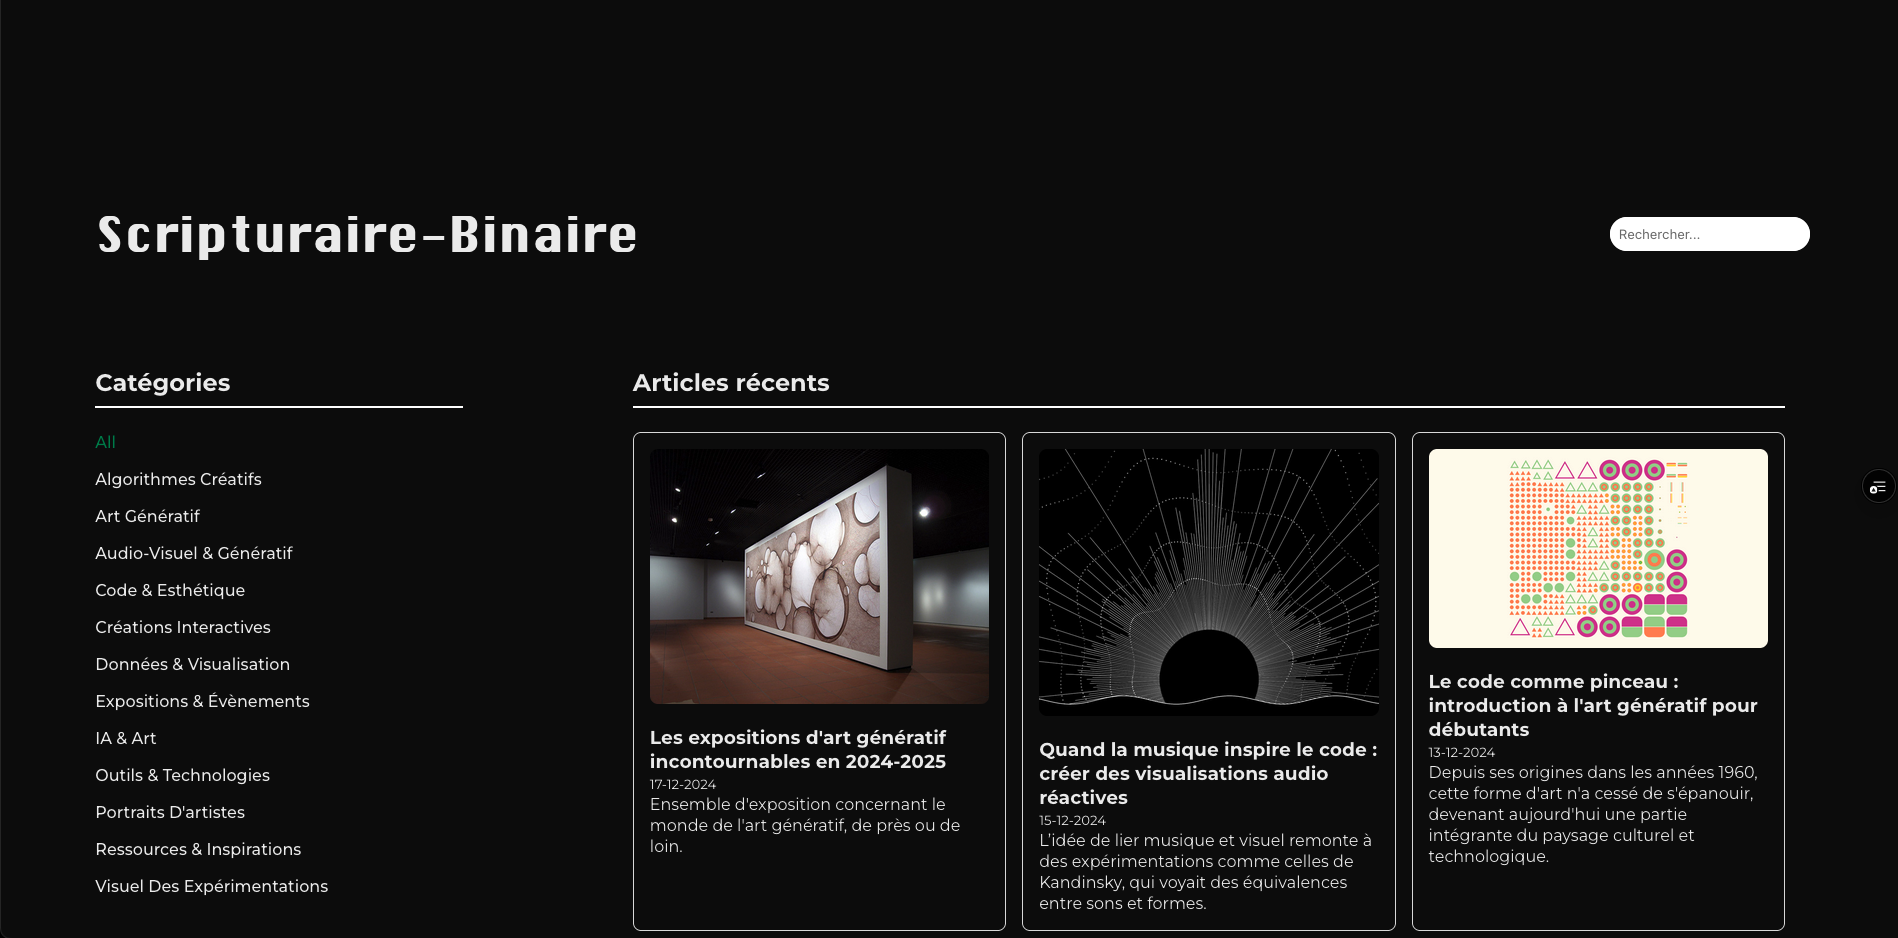 Scripturaire-Binaire
Rechercher...
Catégories
All
Algorithmes Créatifs
Art Génératif
Audio-Visuel & Génératif
Code & Esthétique
Créations Interactives
Données & Visualisation
Expositions & Évènements
IA & Art
Outils & Technologies
Portraits D'artistes
Ressources & Inspirations
Visuel Des Expérimentations
Articles récents
Les expositions d'art génératif
incontournables en 2024-2025
17-12-2024
Ensemble d'exposition concernant le
monde de l'art génératif, de près ou de
loin.
Quand la musique inspire le code :
créer des visualisations audio
réactives
15-12-2024
L’idée de lier musique et visuel remonte à
des expérimentations comme celles de
Kandinsky, qui voyait des équivalences
entre sons et formes.
Le code comme pinceau :
introduction à l'art génératif pour
débutants
13-12-2024
Depuis ses origines dans les années 1960,
cette forme d'art n'a cessé de s'épanouir,
devenant aujourd'hui une partie
intégrante du paysage culturel et
technologique.